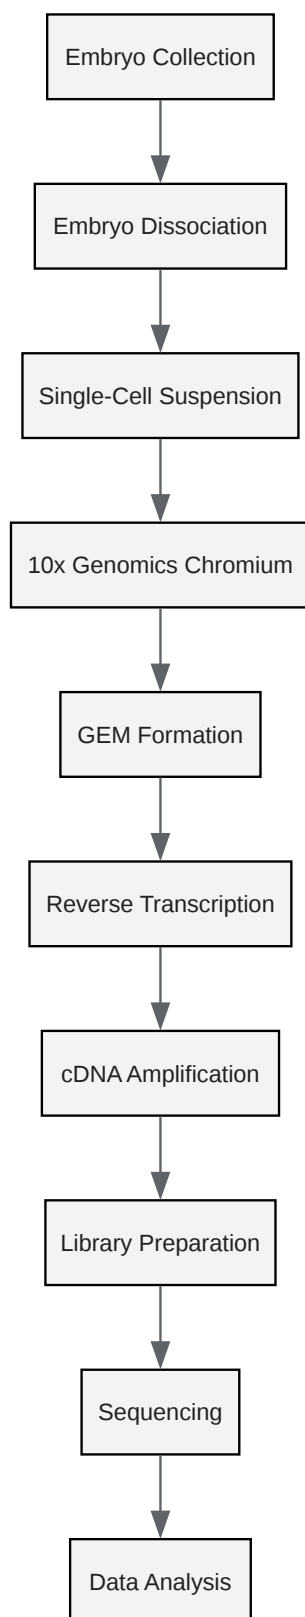 Embryo Collection
Embryo Dissociation
Single-Cell Suspension
10x Genomics Chromium
GEM Formation
Reverse Transcription
cDNA Amplification
Library Preparation
Sequencing
Data Analysis